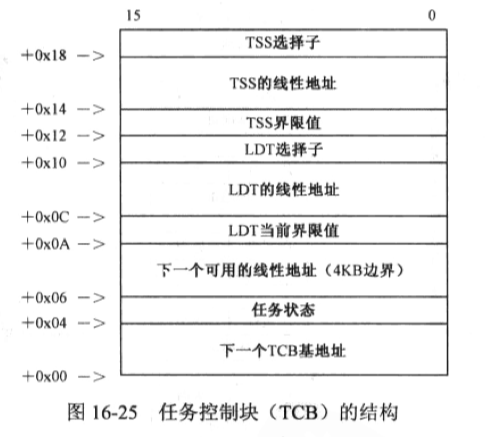 15 0
TSS选择子
+0x18 —>
TSS的线性地址
+0x14 —>
TSS界限值
+0x12 —>
LDT选择子
+0x10 —>
LDT的线性地址
+0x0C —>
LDT当前界限值
+0x0A —>
下一个可用的线性地址（4KB边界）
+0x06 —>
任务状态
+0x04 —>
下一个TCB基地址
+0x00 —>
图 16-25 任务控制块（TCB）的结构